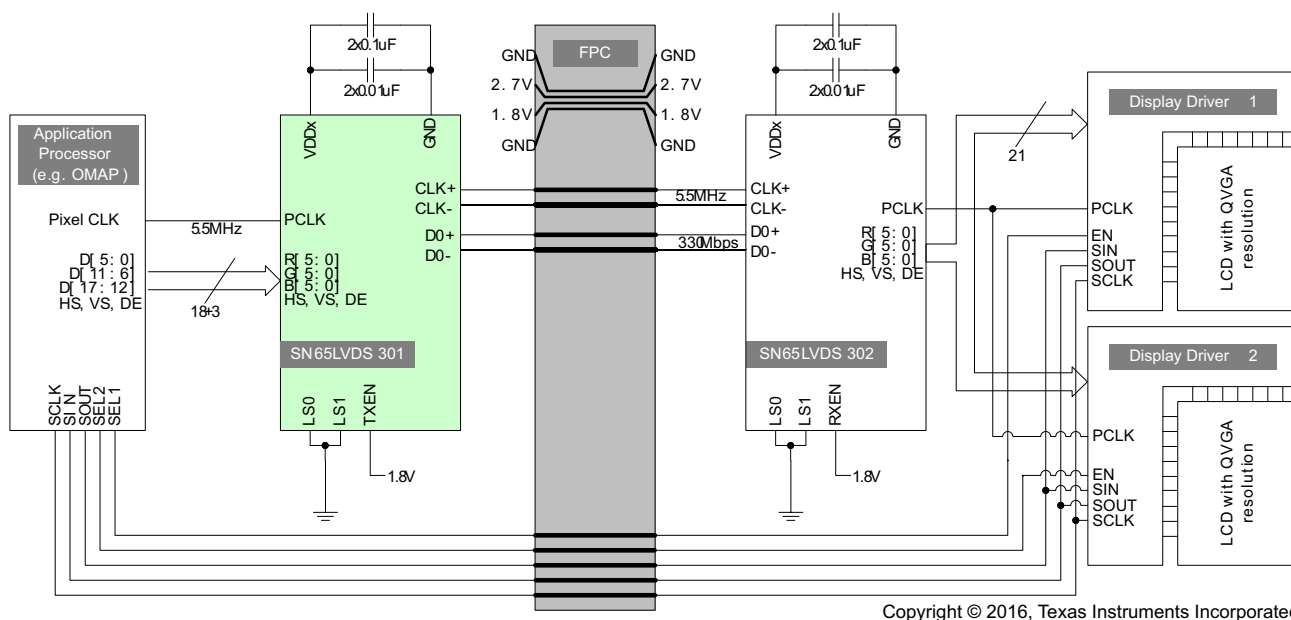 2x0.1uF
2x0.01uF
VDDx
GND
FPC
GND
2.7V
1.8V
GND
GND
2.7V
1.8V
GND
2x0.1uF
2x0.01uF
VDDx
GND
Application
Processor
(e.g. OMAP )
Pixel CLK
5.5MHz
D[ 5: 0]
D[ 11 : 6]
D[ 17: 12]
HS, VS, DE
18+3
SCLK
SIN
SOUT
SEL2
SEL1
PCLK
R[ 5: 0]
G[ 5: 0]
B[ 5: 0]
HS, VS, DE
CLK+
CLK-
D0+
D0-
SN65LVDS 301
LS0
LS1
TXEN
1.8V
5.5MHz
330Mbps
CLK+
CLK-
D0+
D0-
PCLK
R[ 5: 0]
G[ 5: 0]
B[ 5: 0]
HS, VS, DE
SN65LVDS 302
LS0
LS1
RXEN
1.8V
21
Display Driver 1
PCLK
EN
SIN
SOUT
SCLK
LCD with QVGA
resolution
Display Driver 2
PCLK
EN
SIN
SOUT
SCLK
LCD with QVGA
resolution
Copyright © 2016, Texas Instruments Incorporated